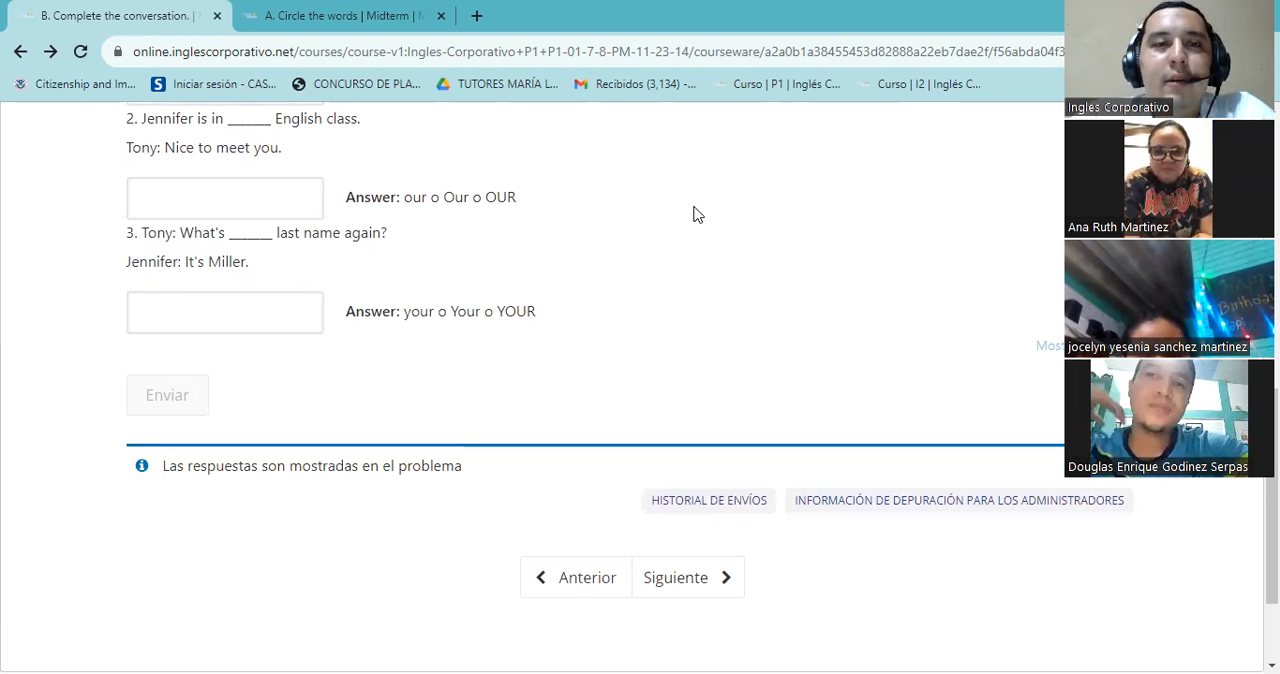 B. Complete the conversation. |
A. Circle the words | Midterm |
online.inglescorporativo.net/courses/course-v1:Ingles-Corporativo+P1+P1-01-7-8-PM-11-23-14/courseware/a2a0b1a38455453d82888a22eb7dae2f/f56abda04f3
Citizenship and Im...
Iniciar sesión - CAS...
CONCURSO DE PLA...
TUTORES MARÍA L...
Recibidos (3,134) -...
Curso | P1 | Inglés C...
Curso | I2 | Inglés C...
2. Jennifer is in ______ English class.
Tony: Nice to meet you.
Answer: our o Our o OUR
3. Tony: What's ______ last name again?
Jennifer: It's Miller.
Answer: your o Your o YOUR
Most
Enviar
Las respuestas son mostradas en el problema
HISTORIAL DE ENVÍOS
INFORMACIÓN DE DEPURACIÓN PARA LOS ADMINISTRADORES
Anterior
Siguiente
Ingles Corporativo
AC DC
Ana Ruth Martinez
Birthday
jocelyn yesenia sanchez martinez
Douglas Enrique Godinez Serpas